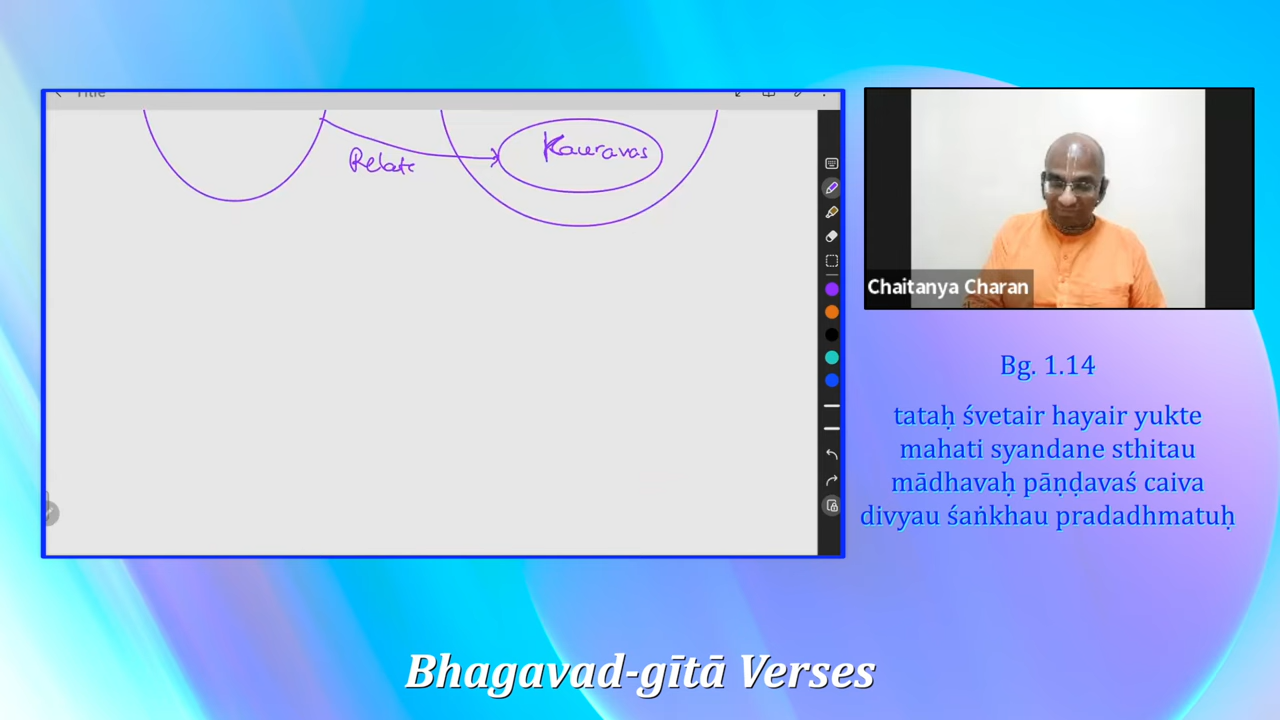 Title
Kauravas
Relate
Chaitanya Charan
Bg. 1.14
tataḥ śvetair hayair yukte
mahati syandane sthitau
mādhavaḥ pāṇḍavaś caiva
divyau śaṅkhau pradadhmatuḥ
Bhagavad-gītā Verses